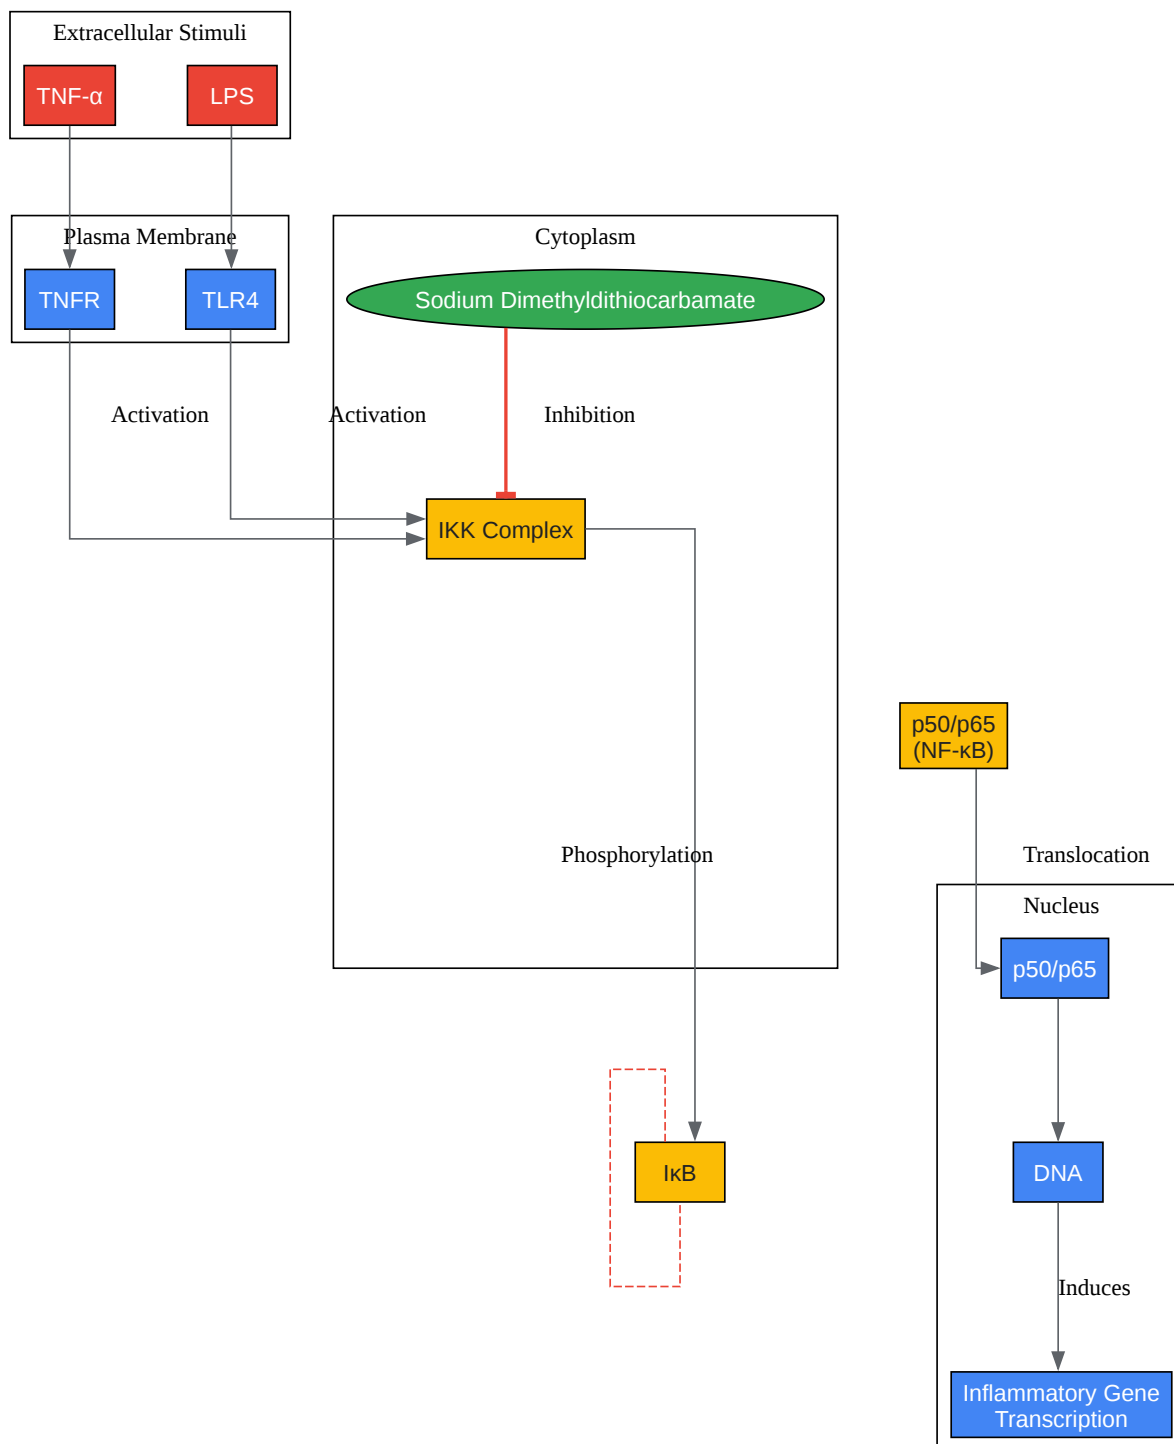 Extracellular Stimuli
TNF-α
LPS
Plasma Membrane
TNFR
TLR4
Cytoplasm
Sodium Dimethyldithiocarbamate
Activation
Activation
Inhibition
IKK Complex
p50/p65
(NF-κB)
Phosphorylation
Translocation
Nucleus
p50/p65
IκB
DNA
Induces
Inflammatory Gene
Transcription